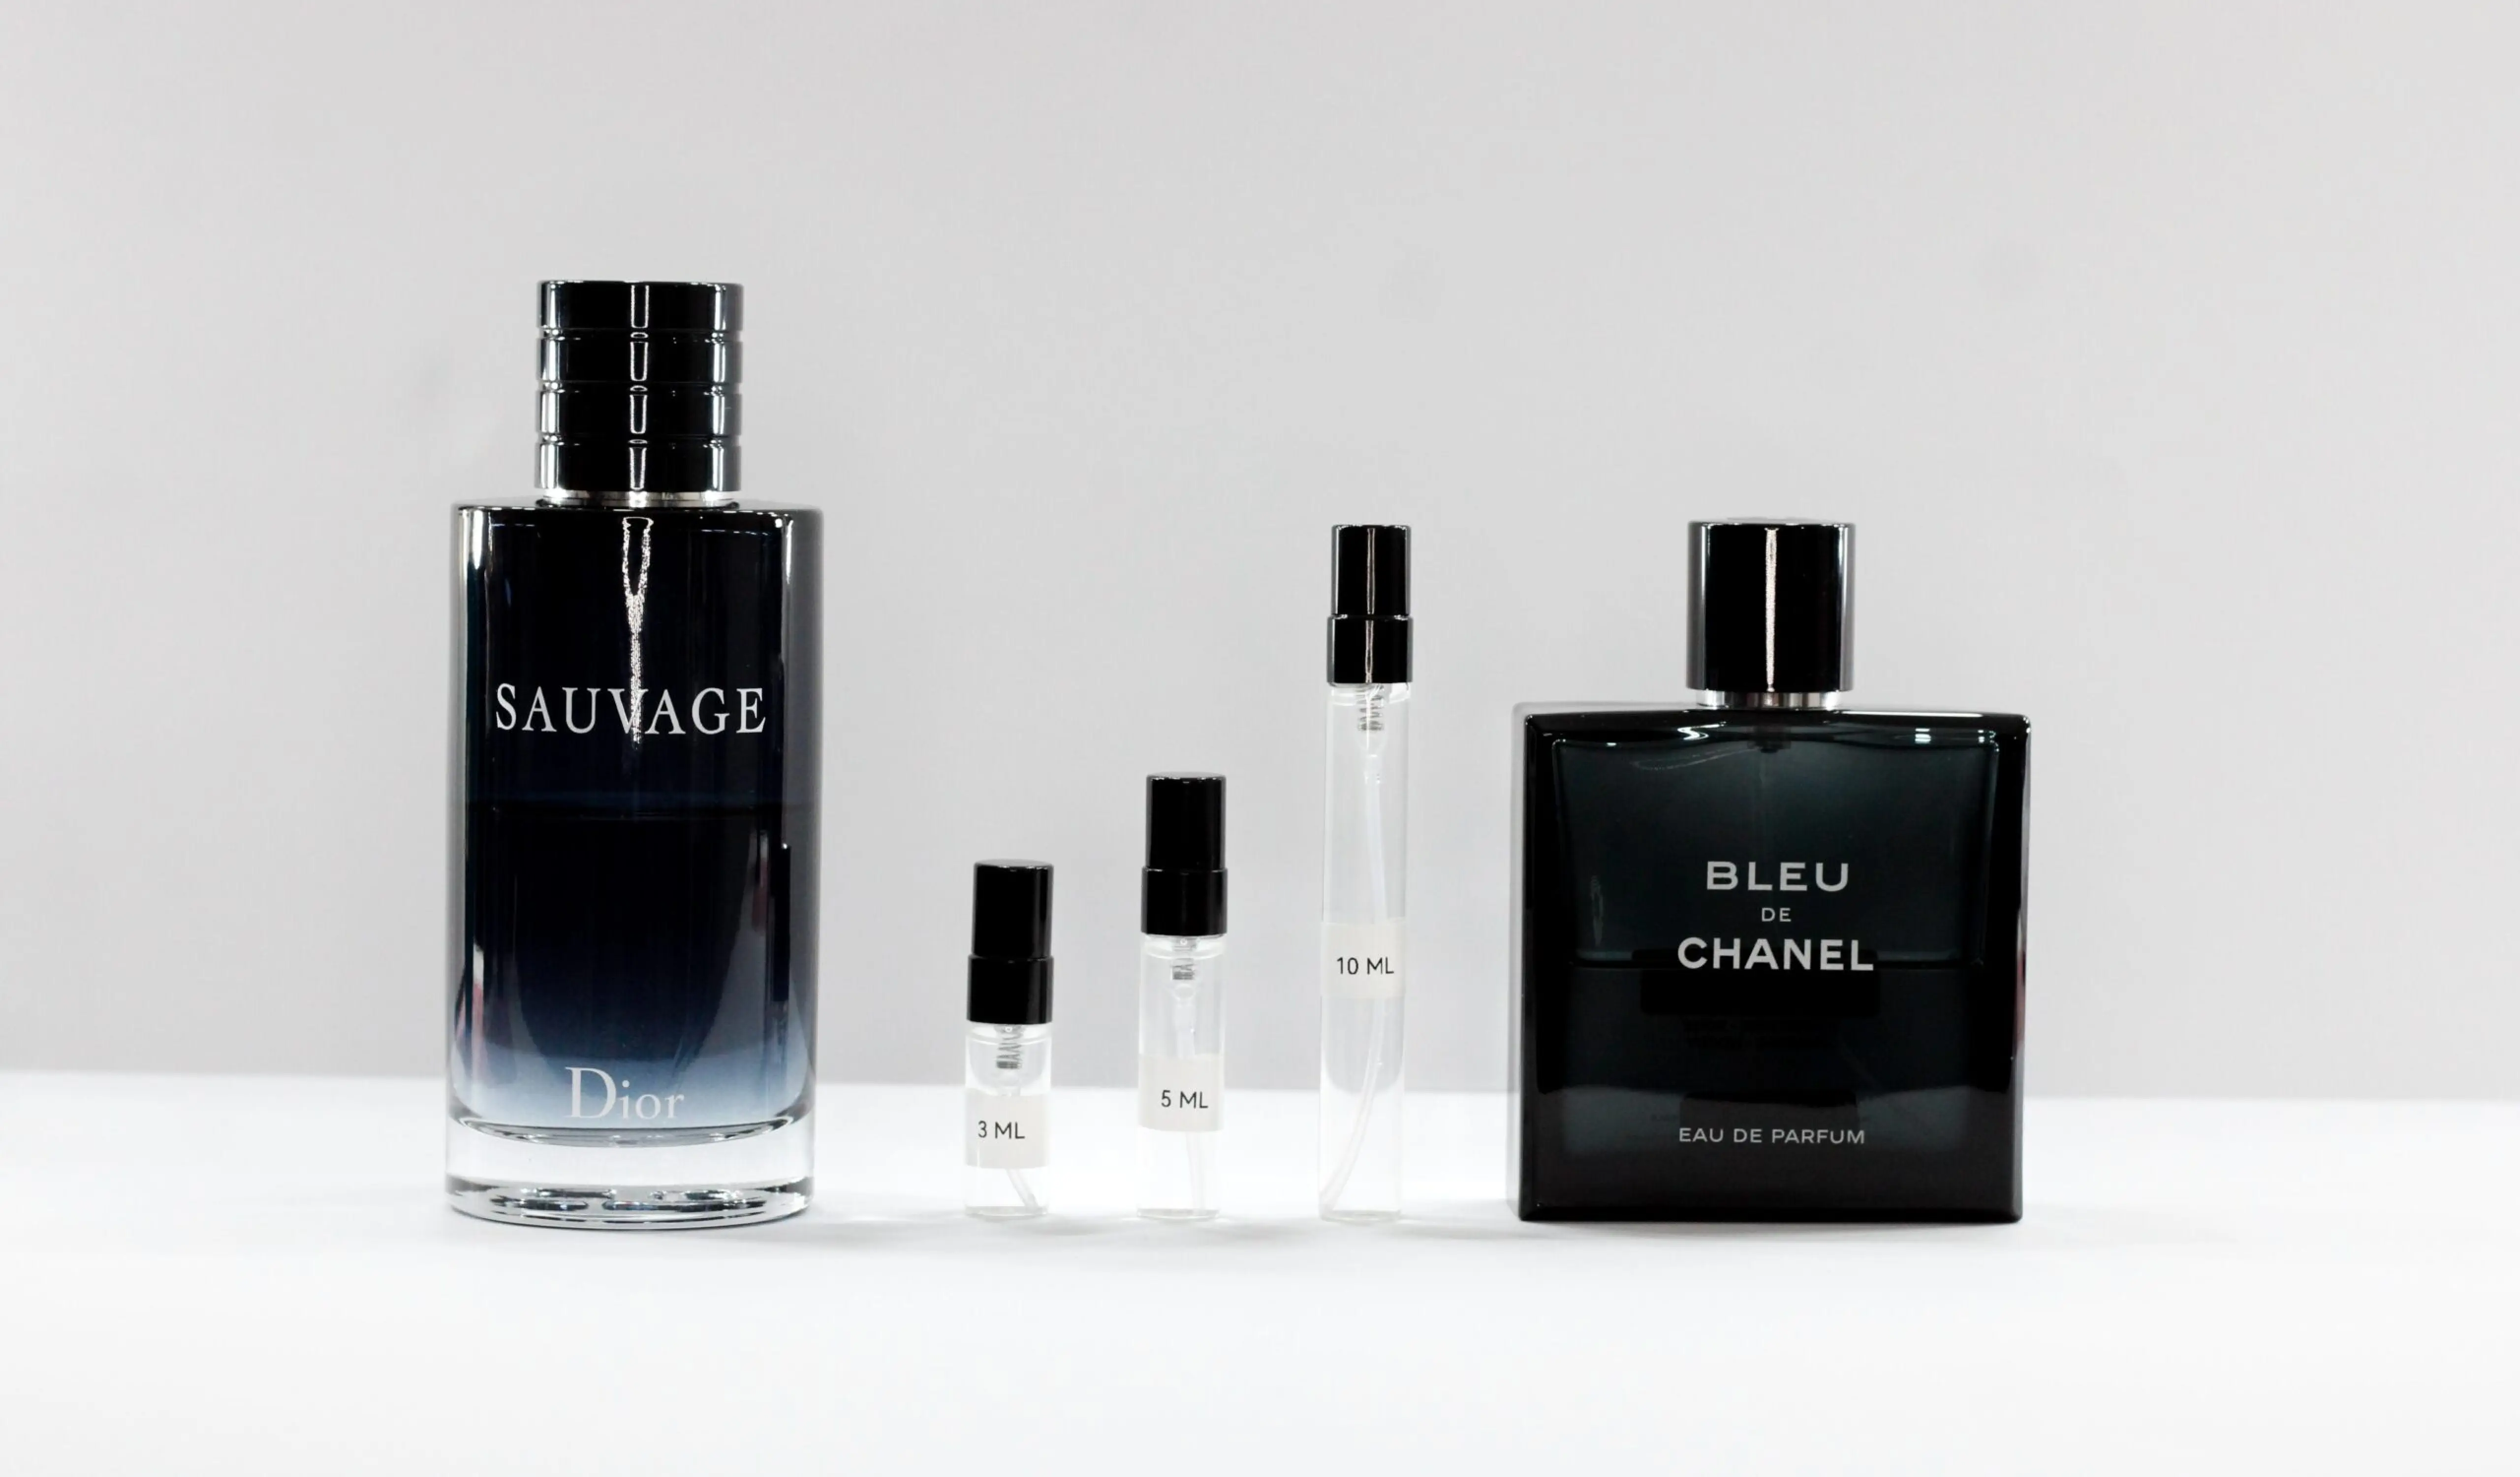 SAUVAGE
Dior
3 ML
5 ML
10 ML
BLEU
DE
CHANEL
EAU DE PARFUM